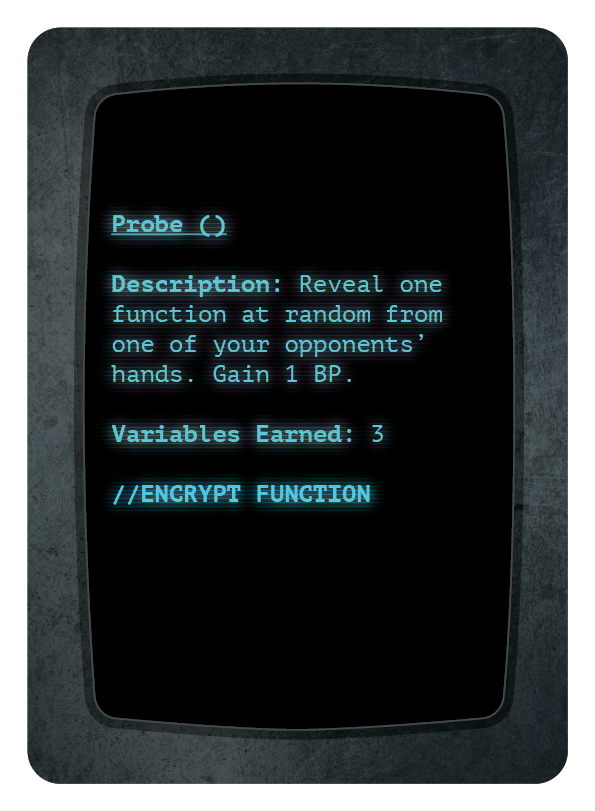 Probe ()
Description: Reveal one
function at random from
one of your opponents’
hands. Gain 1 BP.
Variables Earned: 3
//ENCRYPT FUNCTION